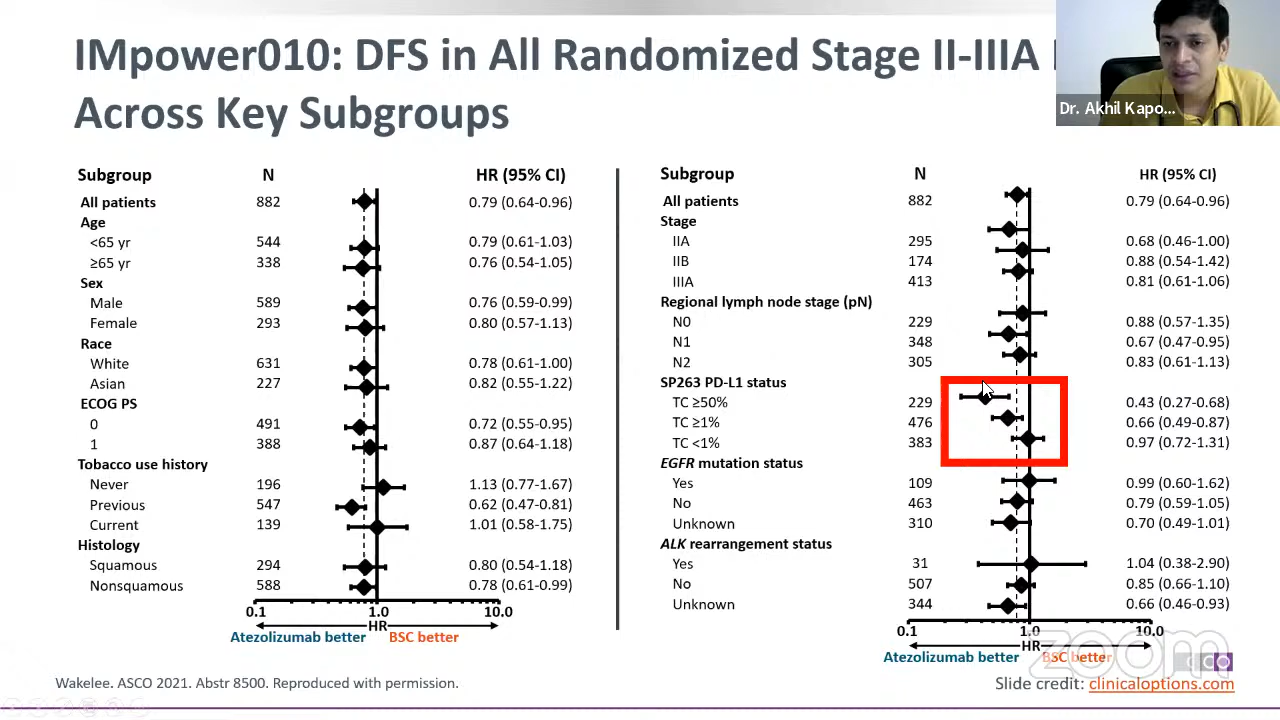 IMpower010: DFS in All Randomized Stage II-IIIA
Across Key Subgroups
Dr. Akhil Kapo...
Subgroup N HR (95% CI)
All patients 882 0.79 (0.64-0.96)
Age
<65 yr 544 0.79 (0.61-1.03)
≥65 yr 338 0.76 (0.54-1.05)
Sex
Male 589 0.76 (0.59-0.99)
Female 293 0.80 (0.57-1.13)
Race
White 631 0.78 (0.61-1.00)
Asian 227 0.82 (0.55-1.22)
ECOG PS
0 491 0.72 (0.55-0.95)
1 388 0.87 (0.64-1.18)
Tobacco use history
Never 196 1.13 (0.77-1.67)
Previous 547 0.62 (0.47-0.81)
Current 139 1.01 (0.58-1.75)
Histology
Squamous 294 0.80 (0.54-1.18)
Nonsquamous 588 0.78 (0.61-0.99)
0.1 1.0 10.0
HR
Atezolizumab better BSC better
Subgroup N HR (95% CI)
All patients 882 0.79 (0.64-0.96)
Stage
IIA 295 0.68 (0.46-1.00)
IIB 174 0.88 (0.54-1.42)
IIIA 413 0.81 (0.61-1.06)
Regional lymph node stage (pN)
N0 229 0.88 (0.57-1.35)
N1 348 0.67 (0.47-0.95)
N2 305 0.83 (0.61-1.13)
SP263 PD-L1 status
TC ≥50% 229 0.43 (0.27-0.68)
TC ≥1% 476 0.66 (0.49-0.87)
TC <1% 383 0.97 (0.72-1.31)
EGFR mutation status
Yes 109 0.99 (0.60-1.62)
No 463 0.79 (0.59-1.05)
Unknown 310 0.70 (0.49-1.01)
ALK rearrangement status
Yes 31 1.04 (0.38-2.90)
No 507 0.85 (0.66-1.10)
Unknown 344 0.66 (0.46-0.93)
0.1 1.0 10.0
HR
Atezolizumab better BSC better
zoom
Wakelee. ASCO 2021. Abstr 8500. Reproduced with permission.
Slide credit: clinicaloptions.com